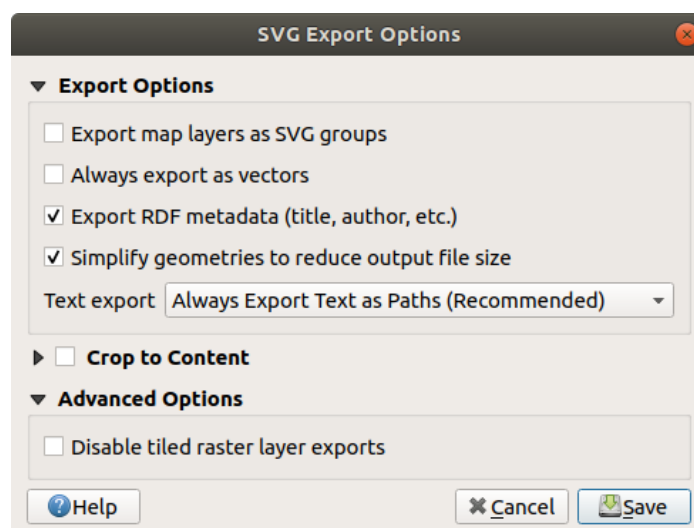 SVG Export Options
Export Options
Export map layers as SVG groups
Always export as vectors
Export RDF metadata (title, author, etc.)
Simplify geometries to reduce output file size
Text export Always Export Text as Paths (Recommended)
Crop to Content
Advanced Options
Disable tiled raster layer exports
Help Cancel Save